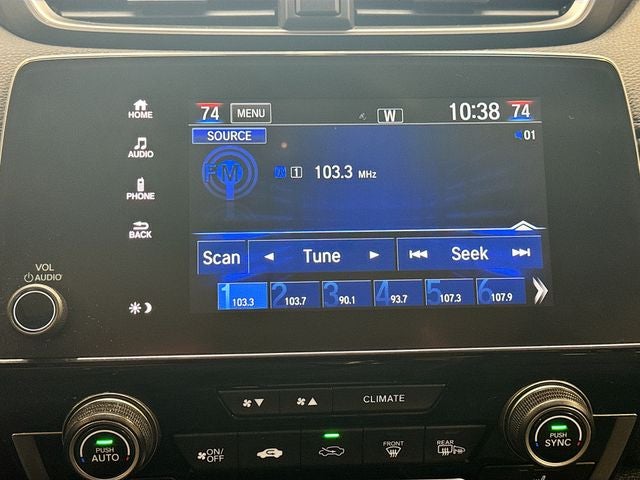 HOME
AUDIO
PHONE
BACK
VOL
AUDIO
74 MENU W 10:38 74
SOURCE 01
FM 1 103.3 MHz
Scan Tune Seek
1 103.3 2 103.7 3 90.1 4 93.7 5 107.3 6 107.9
CLIMATE
PUSH AUTO
ON/OFF
FRONT
REAR
PUSH SYNC